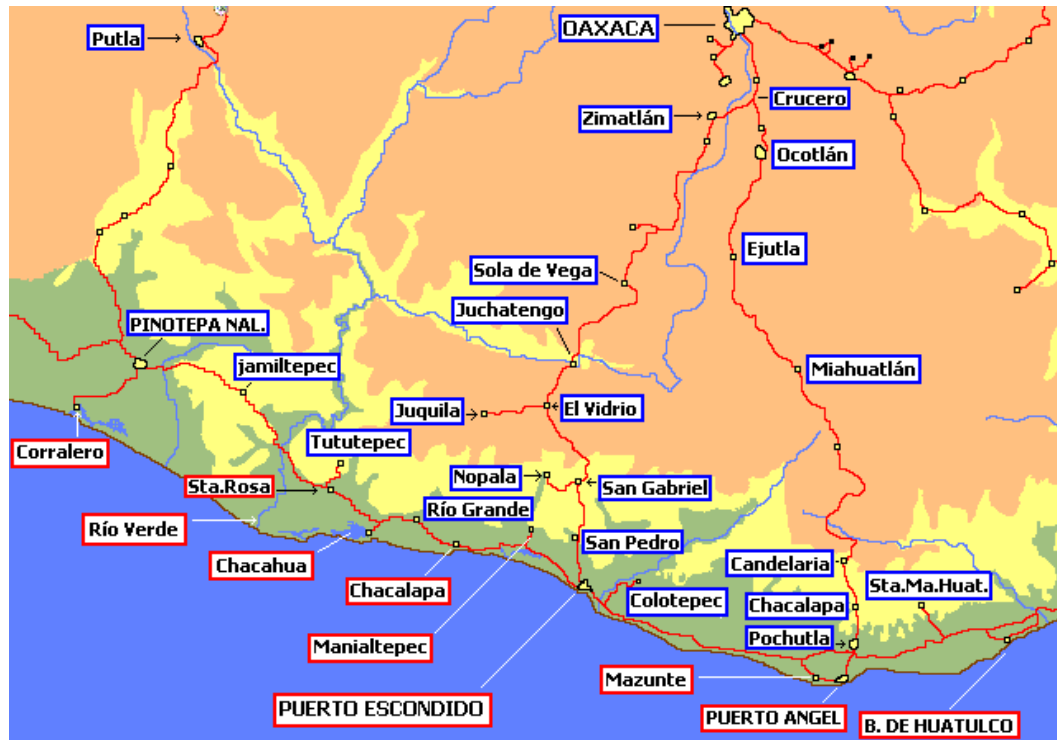 Putla
OAXACA
Crucero
Zimatlán
Ocotlán
Ejutla
Sola de Vega
Juchatengo
PINOTEPA NAL.
jamiltepec
Miahuatlán
Juquila
El Vidrio
Corralero
Tututepec
Nopala
Sta.Rosa
San Gabriel
Río Grande
Río Verde
San Pedro
Chacahua
Candelaria
Sta.Ma.Huat.
Chacalapa
Colotepec
Chacalapa
Manialtepec
Pochutla
Mazunte
PUERTO ESCONDIDO
PUERTO ANGEL
B. DE HUATULCO